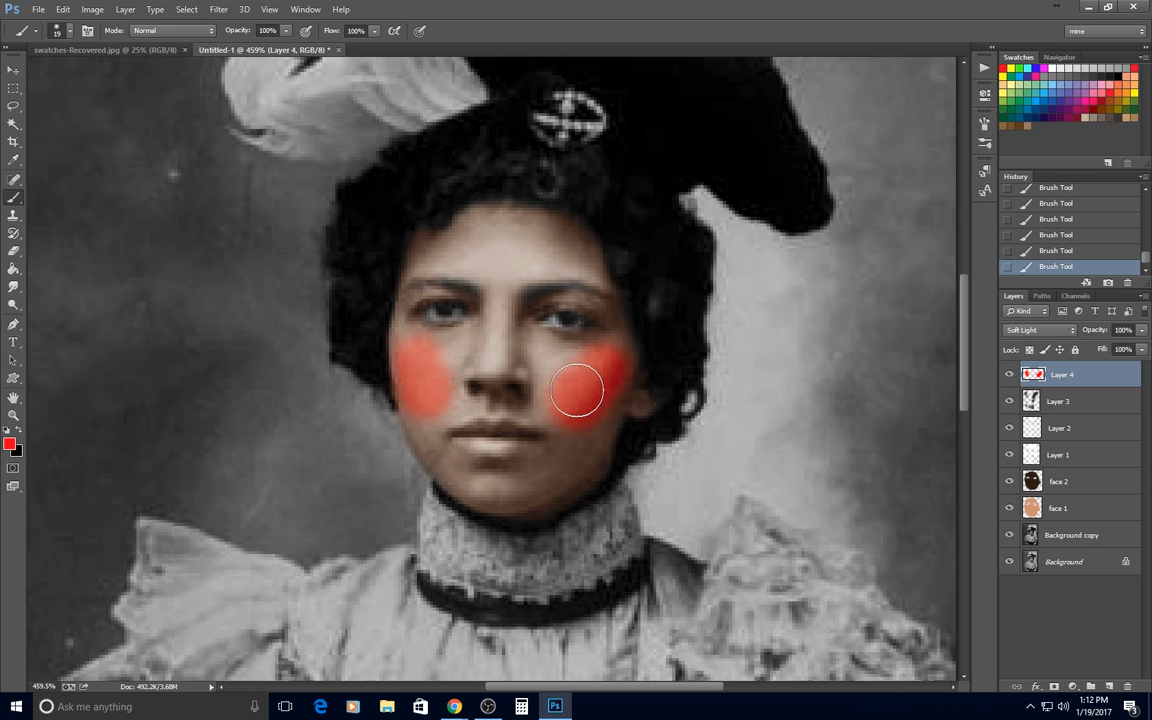 Ps File Edit Image Layer Type Select Filter 3D View Window Help
19 Mode: Normal Opacity: 100% Flow: 100% mine
swatches-Recovered.jpg @ 25% (RGB/8) × Untitled-1 @ 459% (Layer 4, RGB/8) * ×
Swatches Navigator
History
Brush Tool
Brush Tool
Brush Tool
Brush Tool
Brush Tool
Brush Tool
Layers Paths Channels
Kind
Soft Light Opacity: 100%
Lock: Fill: 100%
Layer 4
Layer 3
Layer 2
Layer 1
face 2
face 1
Background copy
Background
459.5% Doc: 492.2K/3.68M
Ask me anything
Ps
1:12 PM
1/19/2017
3